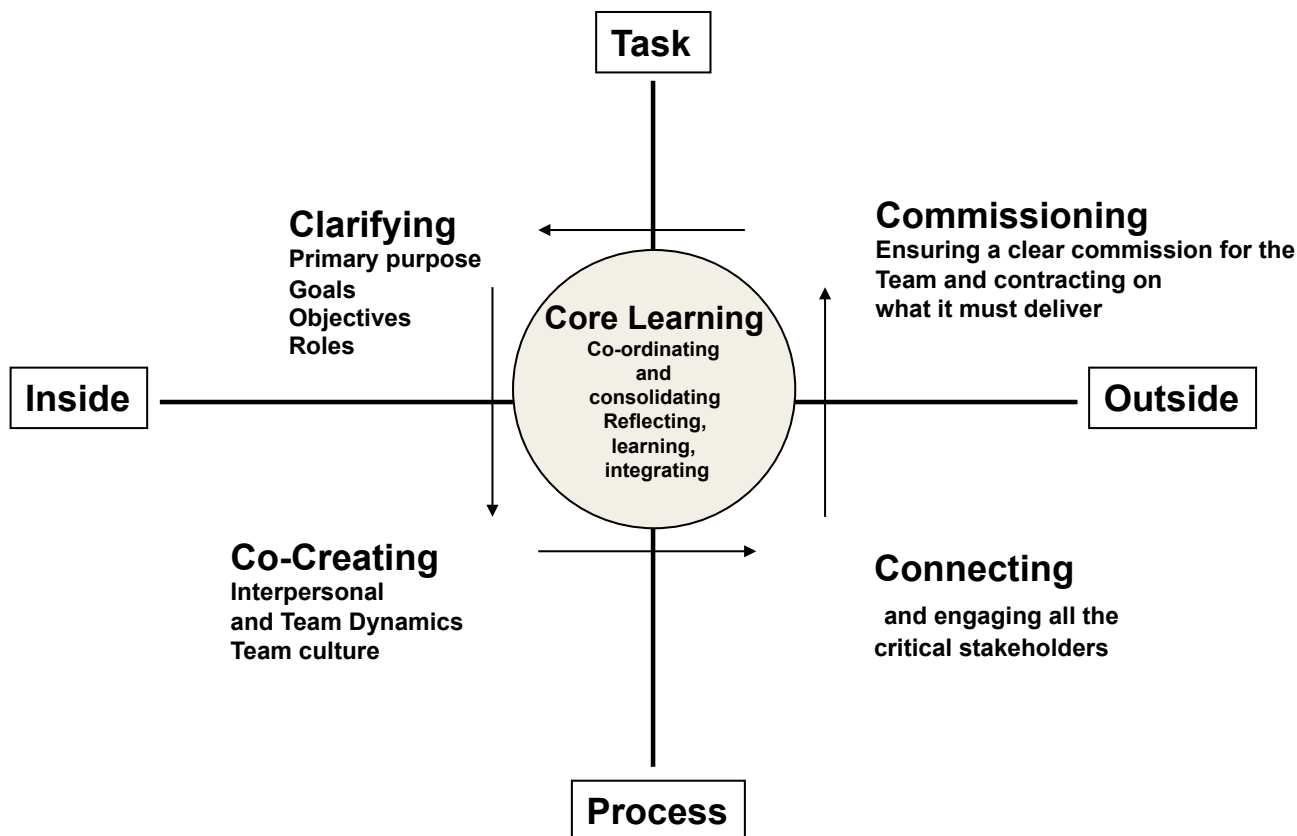 Task
Clarifying
Primary purpose
Goals
Objectives
Roles
Commissioning
Ensuring a clear commission for the
Team and contracting on
what it must deliver
Core Learning
Co-ordinating
and
consolidating
Reflecting,
learning,
integrating
Inside
Outside
Co-Creating
Interpersonal
and Team Dynamics
Team culture
Connecting
and engaging all the
critical stakeholders
Process